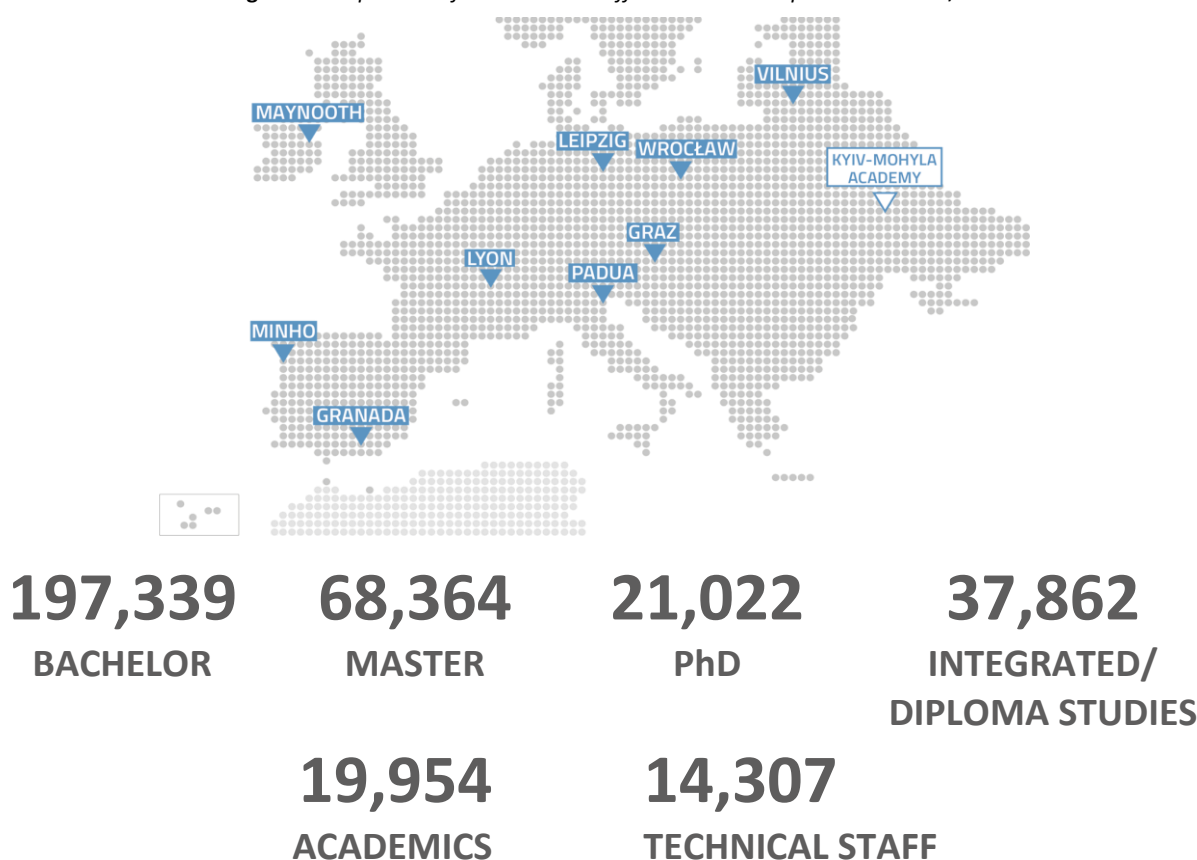 VILNIUS
MAYNOOTH
LEIPZIG
WROCŁAW
KYIV-MOHYLA
ACADEMY
GRAZ
LYON
PADUA
MINHO
GRANADA
197,339 68,364 21,022 37,862
BACHELOR MASTER PhD INTEGRATED/
DIPLOMA STUDIES
19,954 14,307
ACADEMICS TECHNICAL STAFF